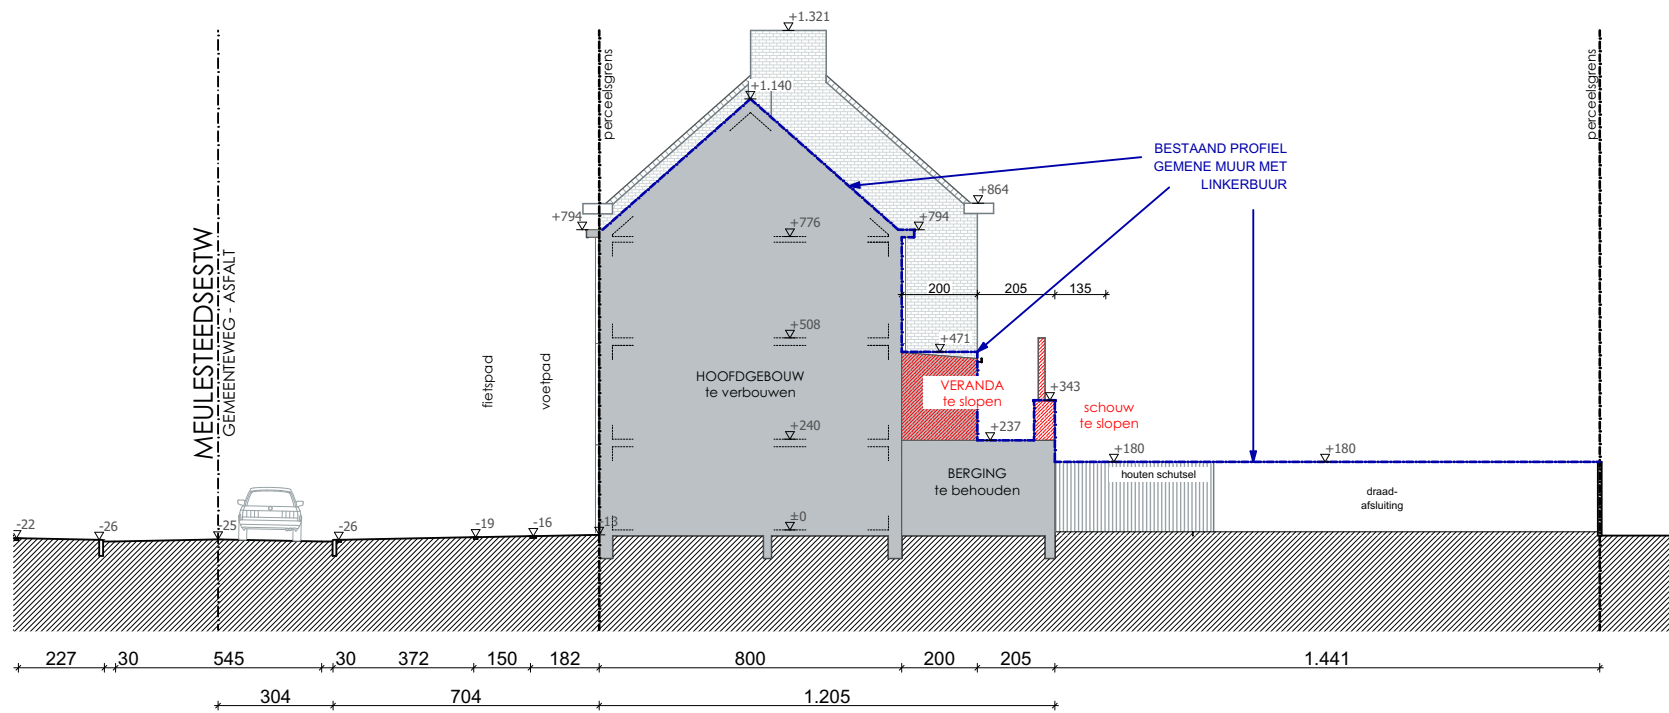 +1.321
perceelsgrens
perceelsgrens
+1.140
BESTAAND PROFIEL
GEMENE MUUR MET
LINKERBUUR
+864
+794
+776
+794
MEULESTEEDSESTW
GEMEENTEWEG - ASFALT
200
205
135
+508
+471
fietspad
voetpad
HOOFDGEBOUW
te verbouwen
VERANDA
te slopen
+343
schouw
te slopen
+240
+237
+180
+180
BERGING
te behouden
houten schutsel
draad-
afsluiting
-22
-26
-25
-26
-19
-16
-13
±0
227
30
545
30
372
150
182
800
200
205
1.441
304
704
1.205